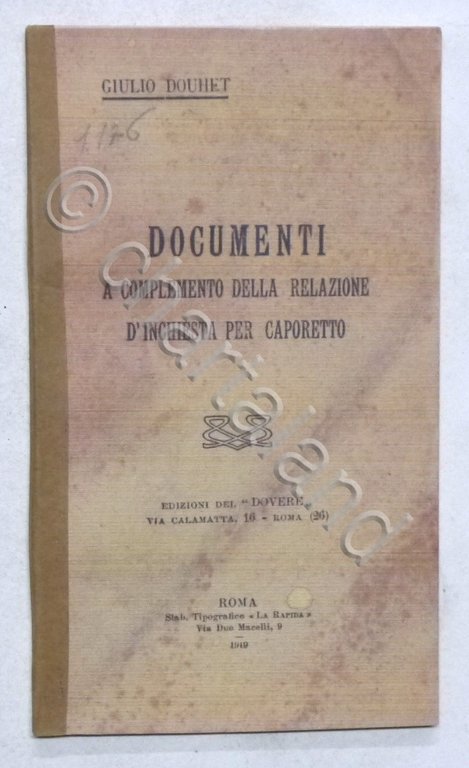 GIULIO DOUHET
1176
DOCUMENTI
A COMPLEMENTO DELLA RELAZIONE
D'INCHIESTA PER CAPORETTO
EDIZIONI DEL "DOVERE„
VIA CALAMATTA, 16 - ROMA (26)
ROMA
Stab. Tipografico «LA RAPIDA»
Via Due Macelli, 9
1919
© chartaland